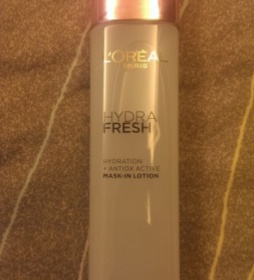 L'ORÉAL
PARIS
HYDRA
FRESH
HYDRATION
+ ANTIOX ACTIVE
MASK-IN LOTION